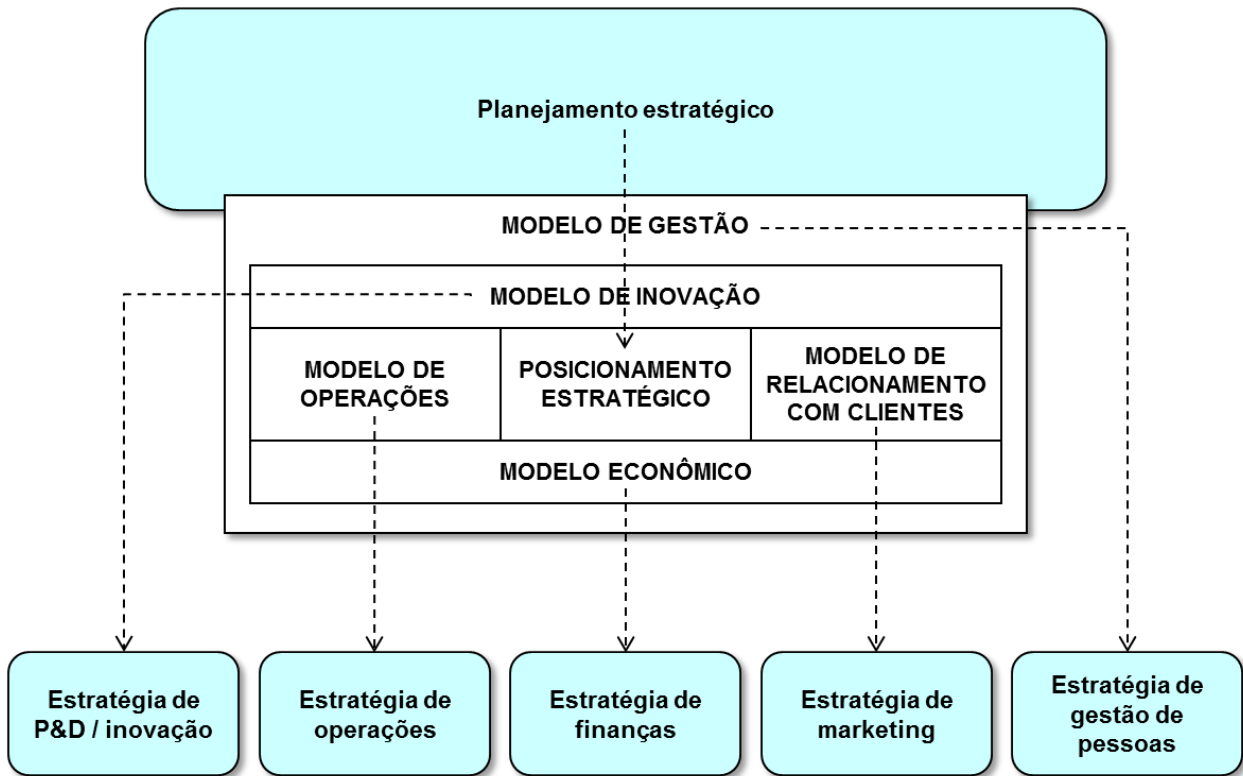 Planejamento estratégico
MODELO DE GESTÃO
MODELO DE INOVAÇÃO
MODELO DE
OPERAÇÕES
POSICIONAMENTO
ESTRATÉGICO
MODELO DE
RELACIONAMENTO
COM CLIENTES
MODELO ECONÔMICO
Estratégia de
P&D / inovação
Estratégia de
operações
Estratégia de
finanças
Estratégia de
marketing
Estratégia de
gestão de
pessoas